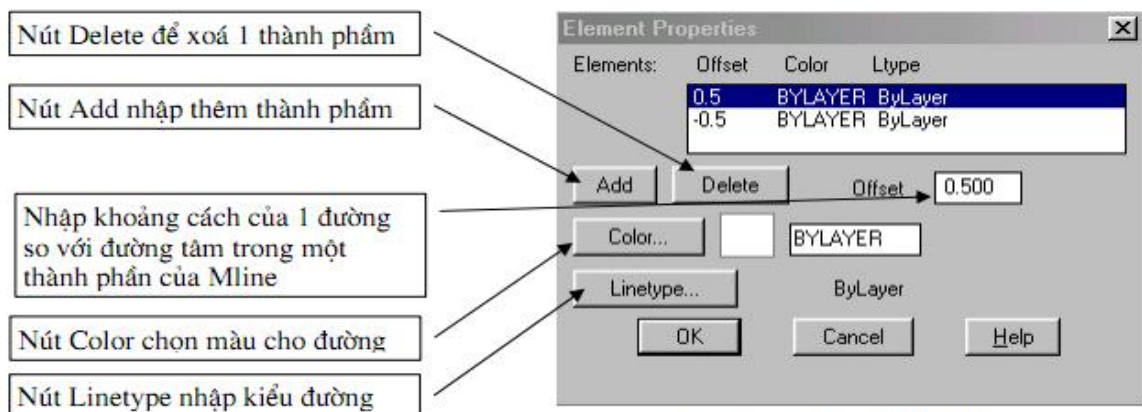 Nút Delete để xoá 1 thành phẩm
Nút Add nhập thêm thành phẩm
Nhập khoảng cách của 1 đường
so với đường tâm trong một
thành phần của Mline
Nút Color chọn màu cho đường
Nút Linetype nhập kiểu đường
Element Properties
Elements: Offset Color Ltype
0.5 BYLAYER ByLayer
-0.5 BYLAYER ByLayer
Add Delete Offset 0.500
Color... BYLAYER
Linetype... ByLayer
OK Cancel Help